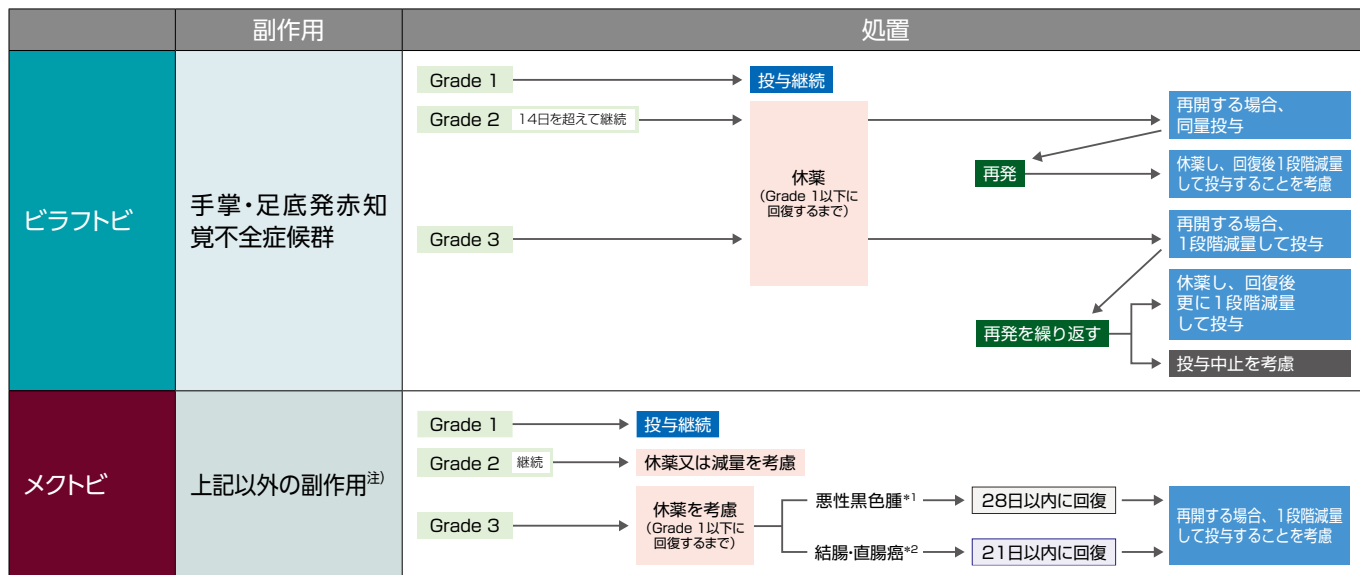 副作用
処置
ビラフトビ
手掌・足底発赤知
覚不全症候群
Grade 1
投与継続
Grade 2 14日を超えて継続
休薬
(Grade 1以下に
回復するまで)
再開する場合、
同量投与
再発
休薬し、回復後1段階減量
して投与することを考慮
Grade 3
再開する場合、
1段階減量して投与
再発を繰り返す
休薬し、回復後
更に1段階減量
して投与
投与中止を考慮
メクトビ
上記以外の副作用注)
Grade 1
投与継続
Grade 2 継続
休薬又は減量を考慮
Grade 3
休薬を考慮
(Grade 1以下に
回復するまで)
悪性黒色腫*1
28日以内に回復
結腸・直腸癌*2
21日以内に回復
再開する場合、1段階減量
して投与することを考慮